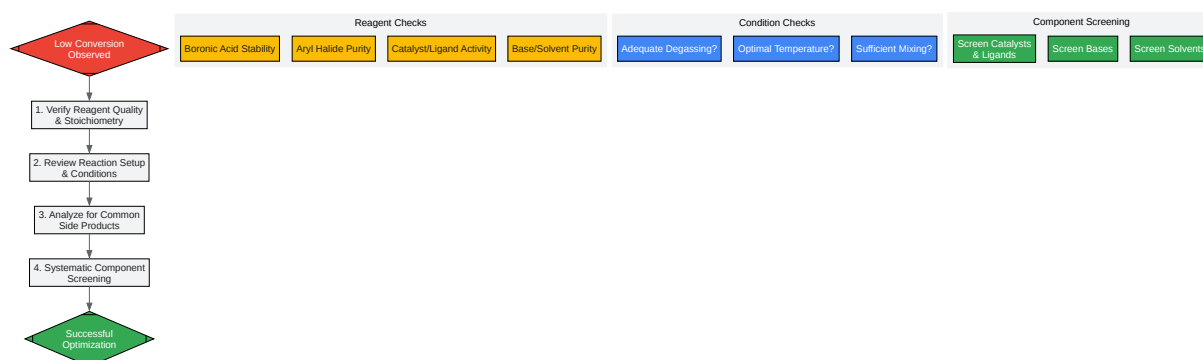 Low Conversion
Observed
Reagent Checks
Boronic Acid Stability
Aryl Halide Purity
Catalyst/Ligand Activity
Base/Solvent Purity
Condition Checks
Adequate Degassing?
Optimal Temperature?
Sufficient Mixing?
Component Screening
Screen Catalysts
& Ligands
Screen Bases
Screen Solvents
1. Verify Reagent Quality
& Stoichiometry
2. Review Reaction Setup
& Conditions
3. Analyze for Common
Side Products
4. Systematic Component
Screening
Successful
Optimization